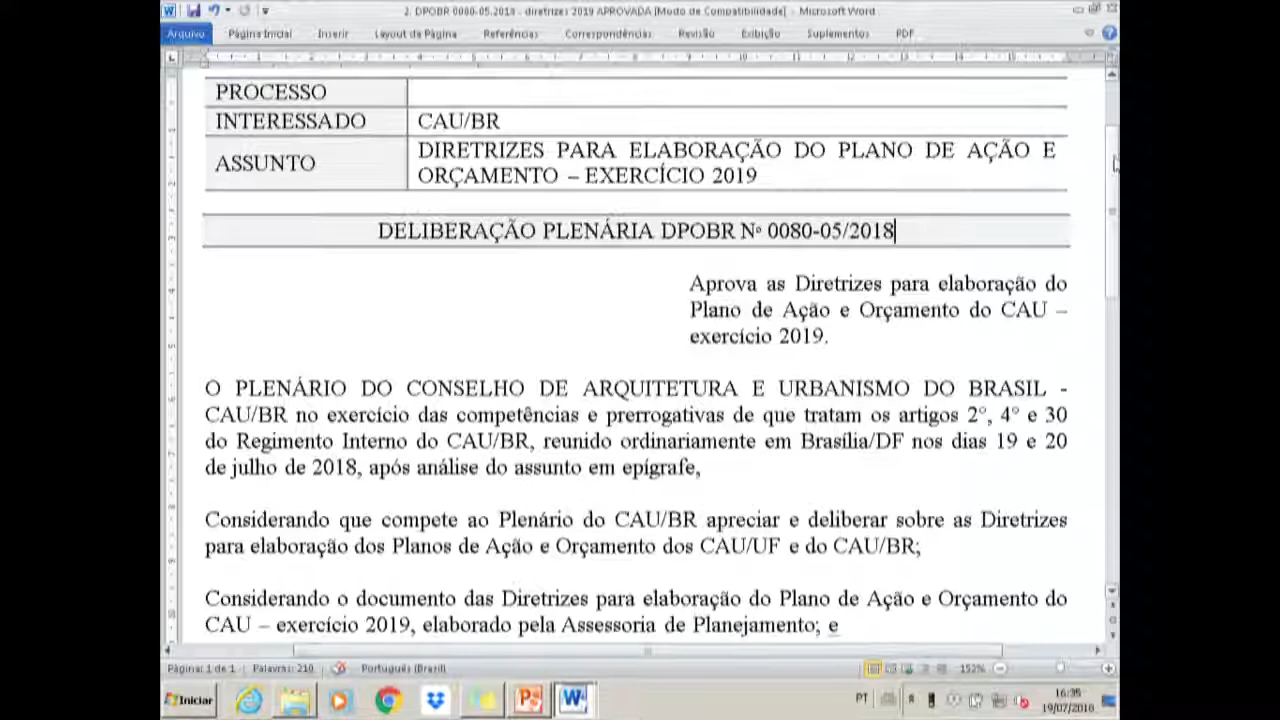 2. DPOBR 0080-05.2018 - diretrizes 2019 APROVADA [Modo de Compatibilidade] - Microsoft Word
Arquivo Página Inicial Inserir Layout da Página Referências Correspondências Revisão Exibição Suplementos PDF
PROCESSO
INTERESSADO CAU/BR
ASSUNTO DIRETRIZES PARA ELABORAÇÃO DO PLANO DE AÇÃO E
ORÇAMENTO – EXERCÍCIO 2019
DELIBERAÇÃO PLENÁRIA DPOBR Nº 0080-05/2018
Aprova as Diretrizes para elaboração do
Plano de Ação e Orçamento do CAU –
exercício 2019.
O PLENÁRIO DO CONSELHO DE ARQUITETURA E URBANISMO DO BRASIL -
CAU/BR no exercício das competências e prerrogativas de que tratam os artigos 2°, 4° e 30
do Regimento Interno do CAU/BR, reunido ordinariamente em Brasília/DF nos dias 19 e 20
de julho de 2018, após análise do assunto em epígrafe,
Considerando que compete ao Plenário do CAU/BR apreciar e deliberar sobre as Diretrizes
para elaboração dos Planos de Ação e Orçamento dos CAU/UF e do CAU/BR;
Considerando o documento das Diretrizes para elaboração do Plano de Ação e Orçamento do
CAU – exercício 2019, elaborado pela Assessoria de Planejamento; e
Página: 1 de 1 Palavras: 210 Português (Brasil) 152%
Iniciar PT 16:35
19/07/2018